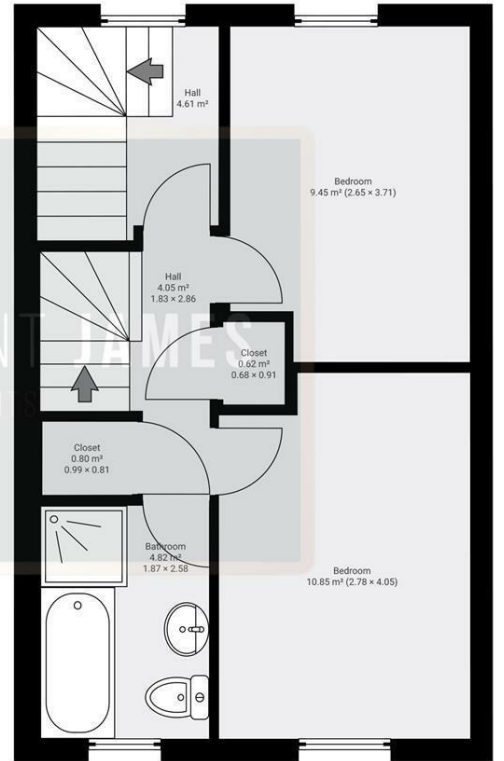 Hall
4.61 m²
Bedroom
9.45 m² (2.65 × 3.71)
Hall
4.05 m²
1.83 × 2.86
NT JAMES
Closet
0.62 m²
0.68 × 0.91
Closet
0.80 m²
0.99 × 0.81
Bathroom
4.82 m²
1.87 × 2.58
Bedroom
10.85 m² (2.78 × 4.05)